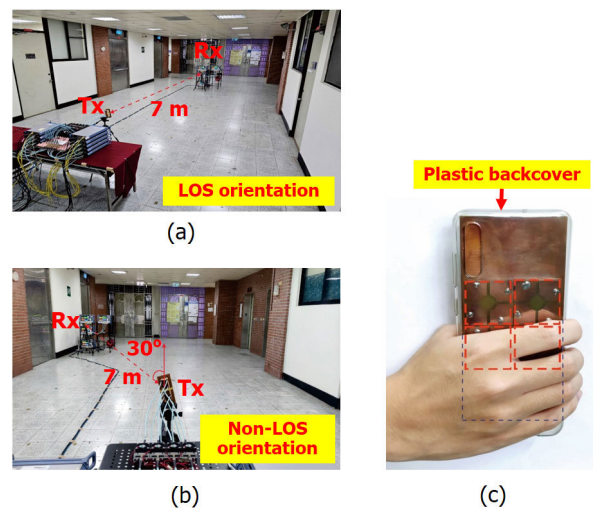 Rx
Tx
7 m
LOS orientation
(a)
Rx
30°
7 m
Tx
Non-LOS
orientation
(b)
Plastic backcover
(c)